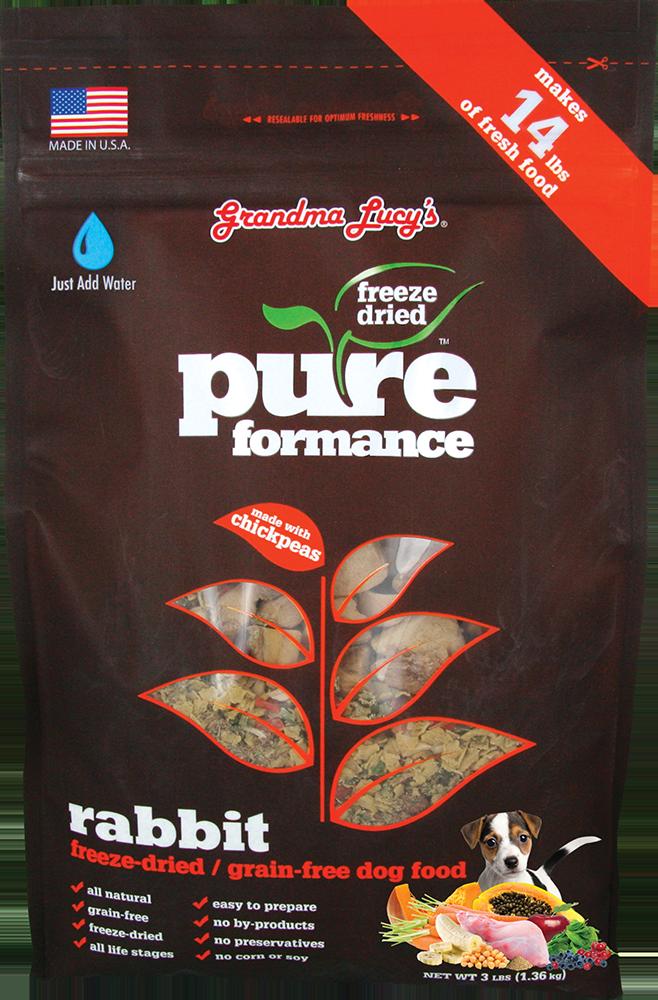 makes
14 lbs
of fresh food
MADE IN U.S.A.
RESEALABLE FOR OPTIMUM FRESHNESS
Grandma Lucy's®
Just Add Water
freeze
dried
pure™
formance
made with
chickpeas
rabbit
freeze-dried / grain-free dog food
all natural
grain-free
freeze-dried
all life stages
easy to prepare
no by-products
no preservatives
no corn or soy
NET WT 3 LBS (1.36 kg)